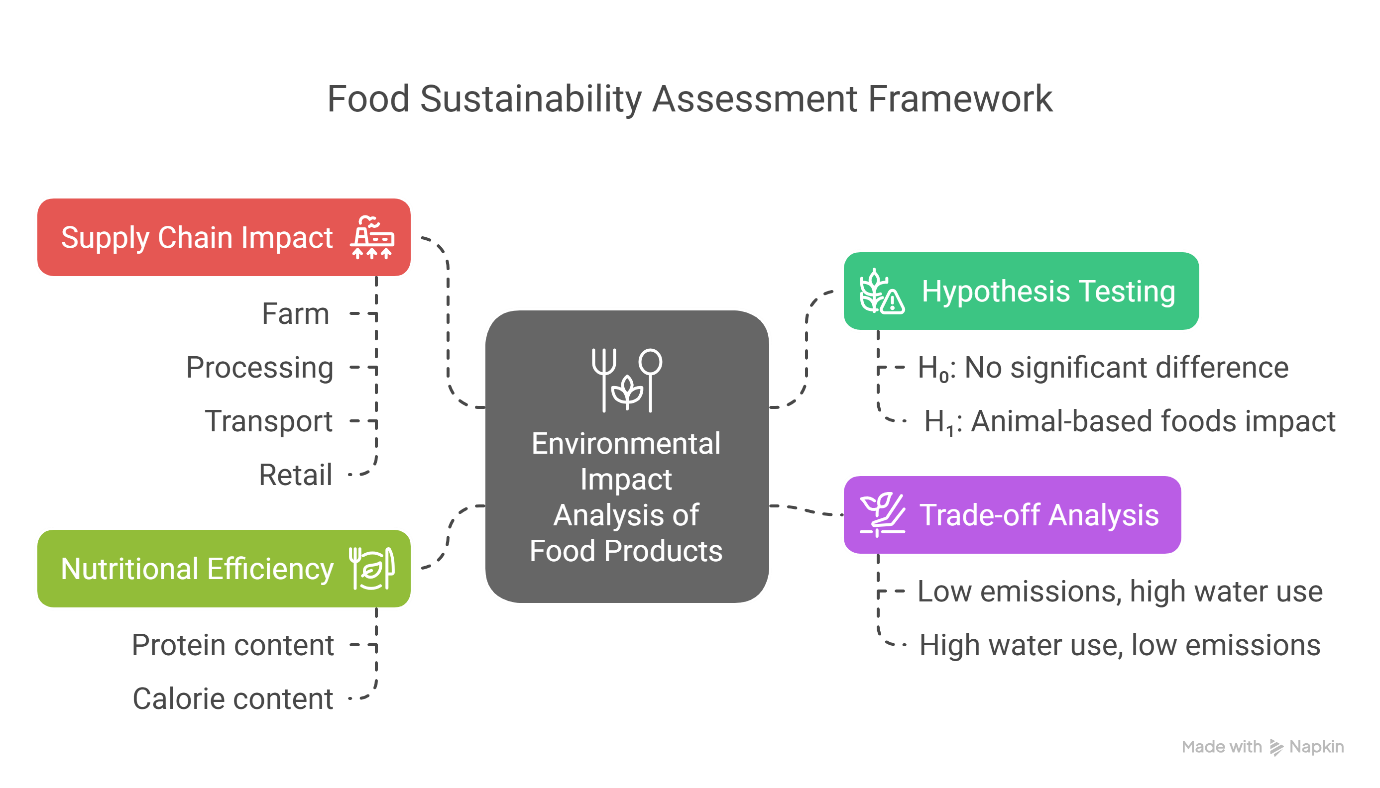 Food Sustainability Assessment Framework
Supply Chain Impact
Farm
Processing
Transport
Retail
Nutritional Efficiency
Protein content
Calorie content
Environmental
Impact
Analysis of
Food Products
Hypothesis Testing
H₀: No significant difference
H₁: Animal-based foods impact
Trade-off Analysis
Low emissions, high water use
High water use, low emissions
Made with Napkin